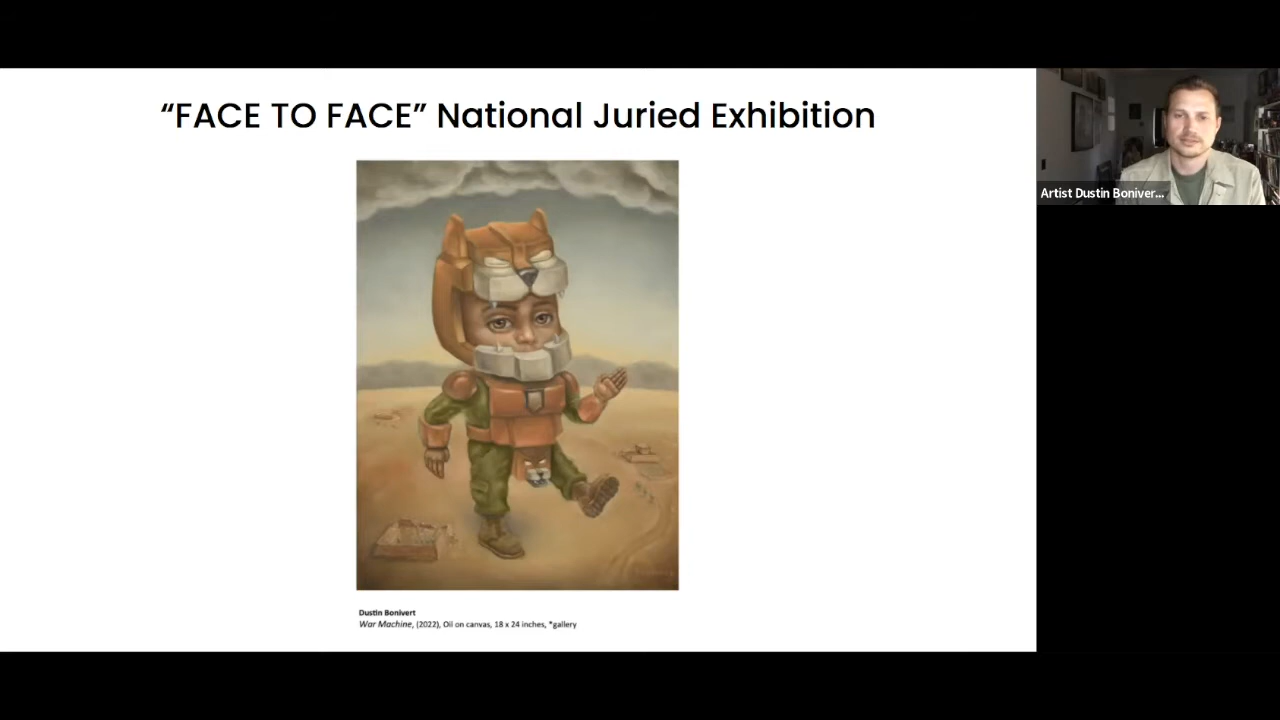 “FACE TO FACE” National Juried Exhibition
Artist Dustin Boniver...
Dustin Bonivert
War Machine, (2022), Oil on canvas, 18 x 24 inches, *gallery